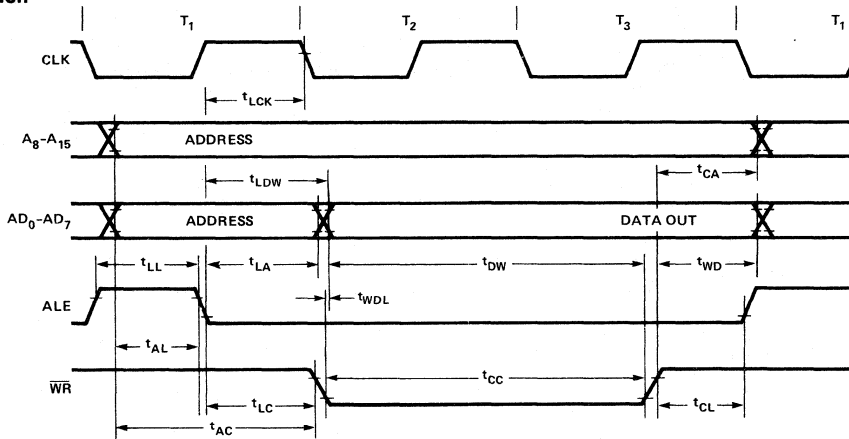 T1 T2 T3 T1
CLK
tLCK
A8–A15 ADDRESS
tLDW tCA
AD0–AD7 ADDRESS DATA OUT
tLL tLA tDW tWD
ALE tWDL
tAL
WR tCC
tLC tCL
tAC